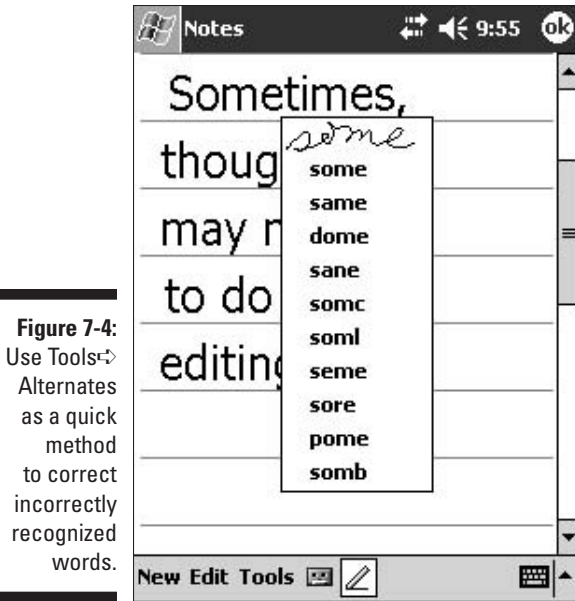 Notes 9:55 ok
Sometimes,
some
thoug
some
same
may n
dome
sane
to do
somc
soml
editing
seme
sore
pome
somb
New Edit Tools
Figure 7-4:
Use Tools➪
Alternates
as a quick
method
to correct
incorrectly
recognized
words.